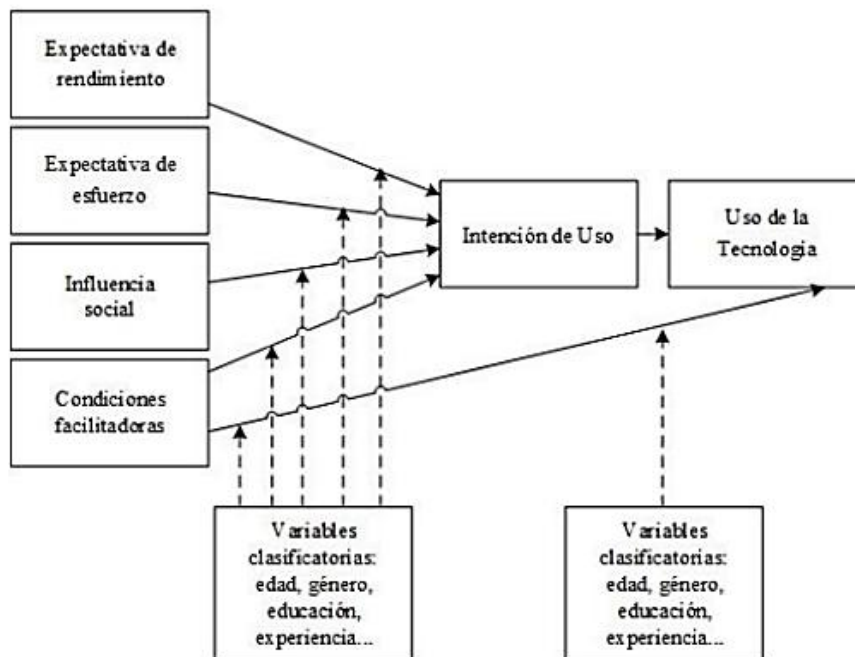 Expectativa de
rendimiento
Expectativa de
esfuerzo
Influencia
social
Condiciones
facilitadoras
Intención de Uso
Uso de la
Tecnología
Variables
clasificatorias:
edad, género,
educación,
experiencia...
Variables
clasificatorias:
edad, género,
educación,
experiencia...